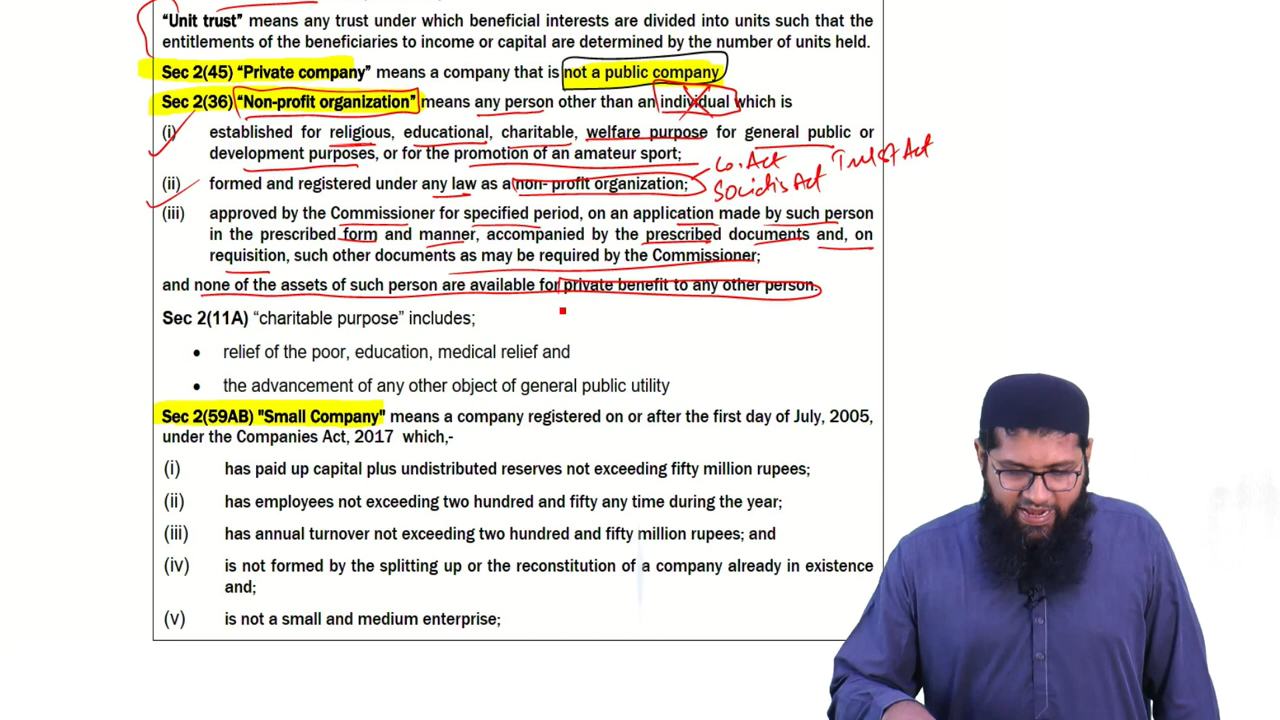 “Unit trust” means any trust under which beneficial interests are divided into units such that the
entitlements of the beneficiaries to income or capital are determined by the number of units held.
Sec 2(45) “Private company” means a company that is not a public company
Sec 2(36) “Non-profit organization” means any person other than an individual which is
(i) established for religious, educational, charitable, welfare purpose for general public or
development purposes, or for the promotion of an amateur sport;
Co. Act Trust Act
(ii) formed and registered under any law as a non- profit organization;
Societies Act
(iii) approved by the Commissioner for specified period, on an application made by such person
in the prescribed form and manner, accompanied by the prescribed documents and, on
requisition, such other documents as may be required by the Commissioner;
and none of the assets of such person are available for private benefit to any other person.
Sec 2(11A) “charitable purpose” includes;
• relief of the poor, education, medical relief and
• the advancement of any other object of general public utility
Sec 2(59AB) "Small Company" means a company registered on or after the first day of July, 2005,
under the Companies Act, 2017 which,-
(i) has paid up capital plus undistributed reserves not exceeding fifty million rupees;
(ii) has employees not exceeding two hundred and fifty any time during the year;
(iii) has annual turnover not exceeding two hundred and fifty million rupees; and
(iv) is not formed by the splitting up or the reconstitution of a company already in existence
and;
(v) is not a small and medium enterprise;